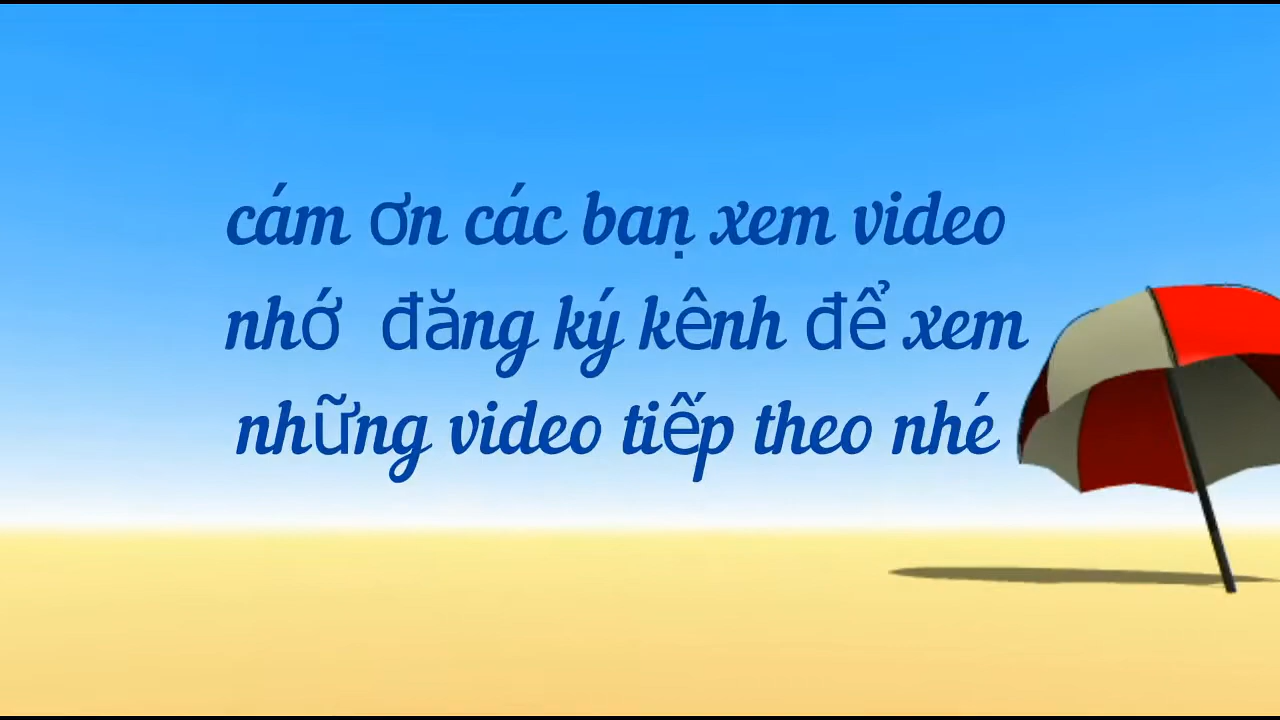 cám ơn các bạn xem video
nhớ đăng ký kênh để xem
những video tiếp theo nhé